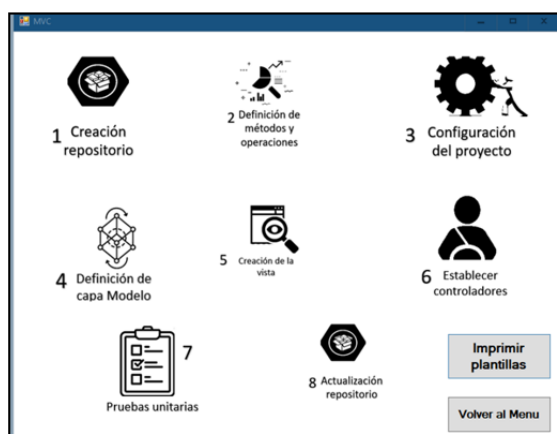 MVC
1 Creación
repositorio
2 Definición de
métodos y
operaciones
3 Configuración
del proyecto
4 Definición de
capa Modelo
5 Creación de la
vista
6 Establecer
controladores
7
Pruebas unitarias
8 Actualización
repositorio
Imprimir
plantillas
Volver al Menu